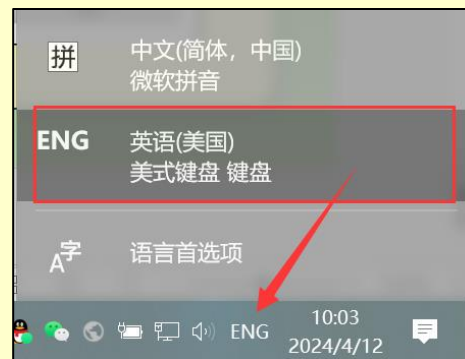 拼
中文(简体，中国)
微软拼音
ENG
英语(美国)
美式键盘 键盘
A字
语言首选项
ENG
10:03
2024/4/12